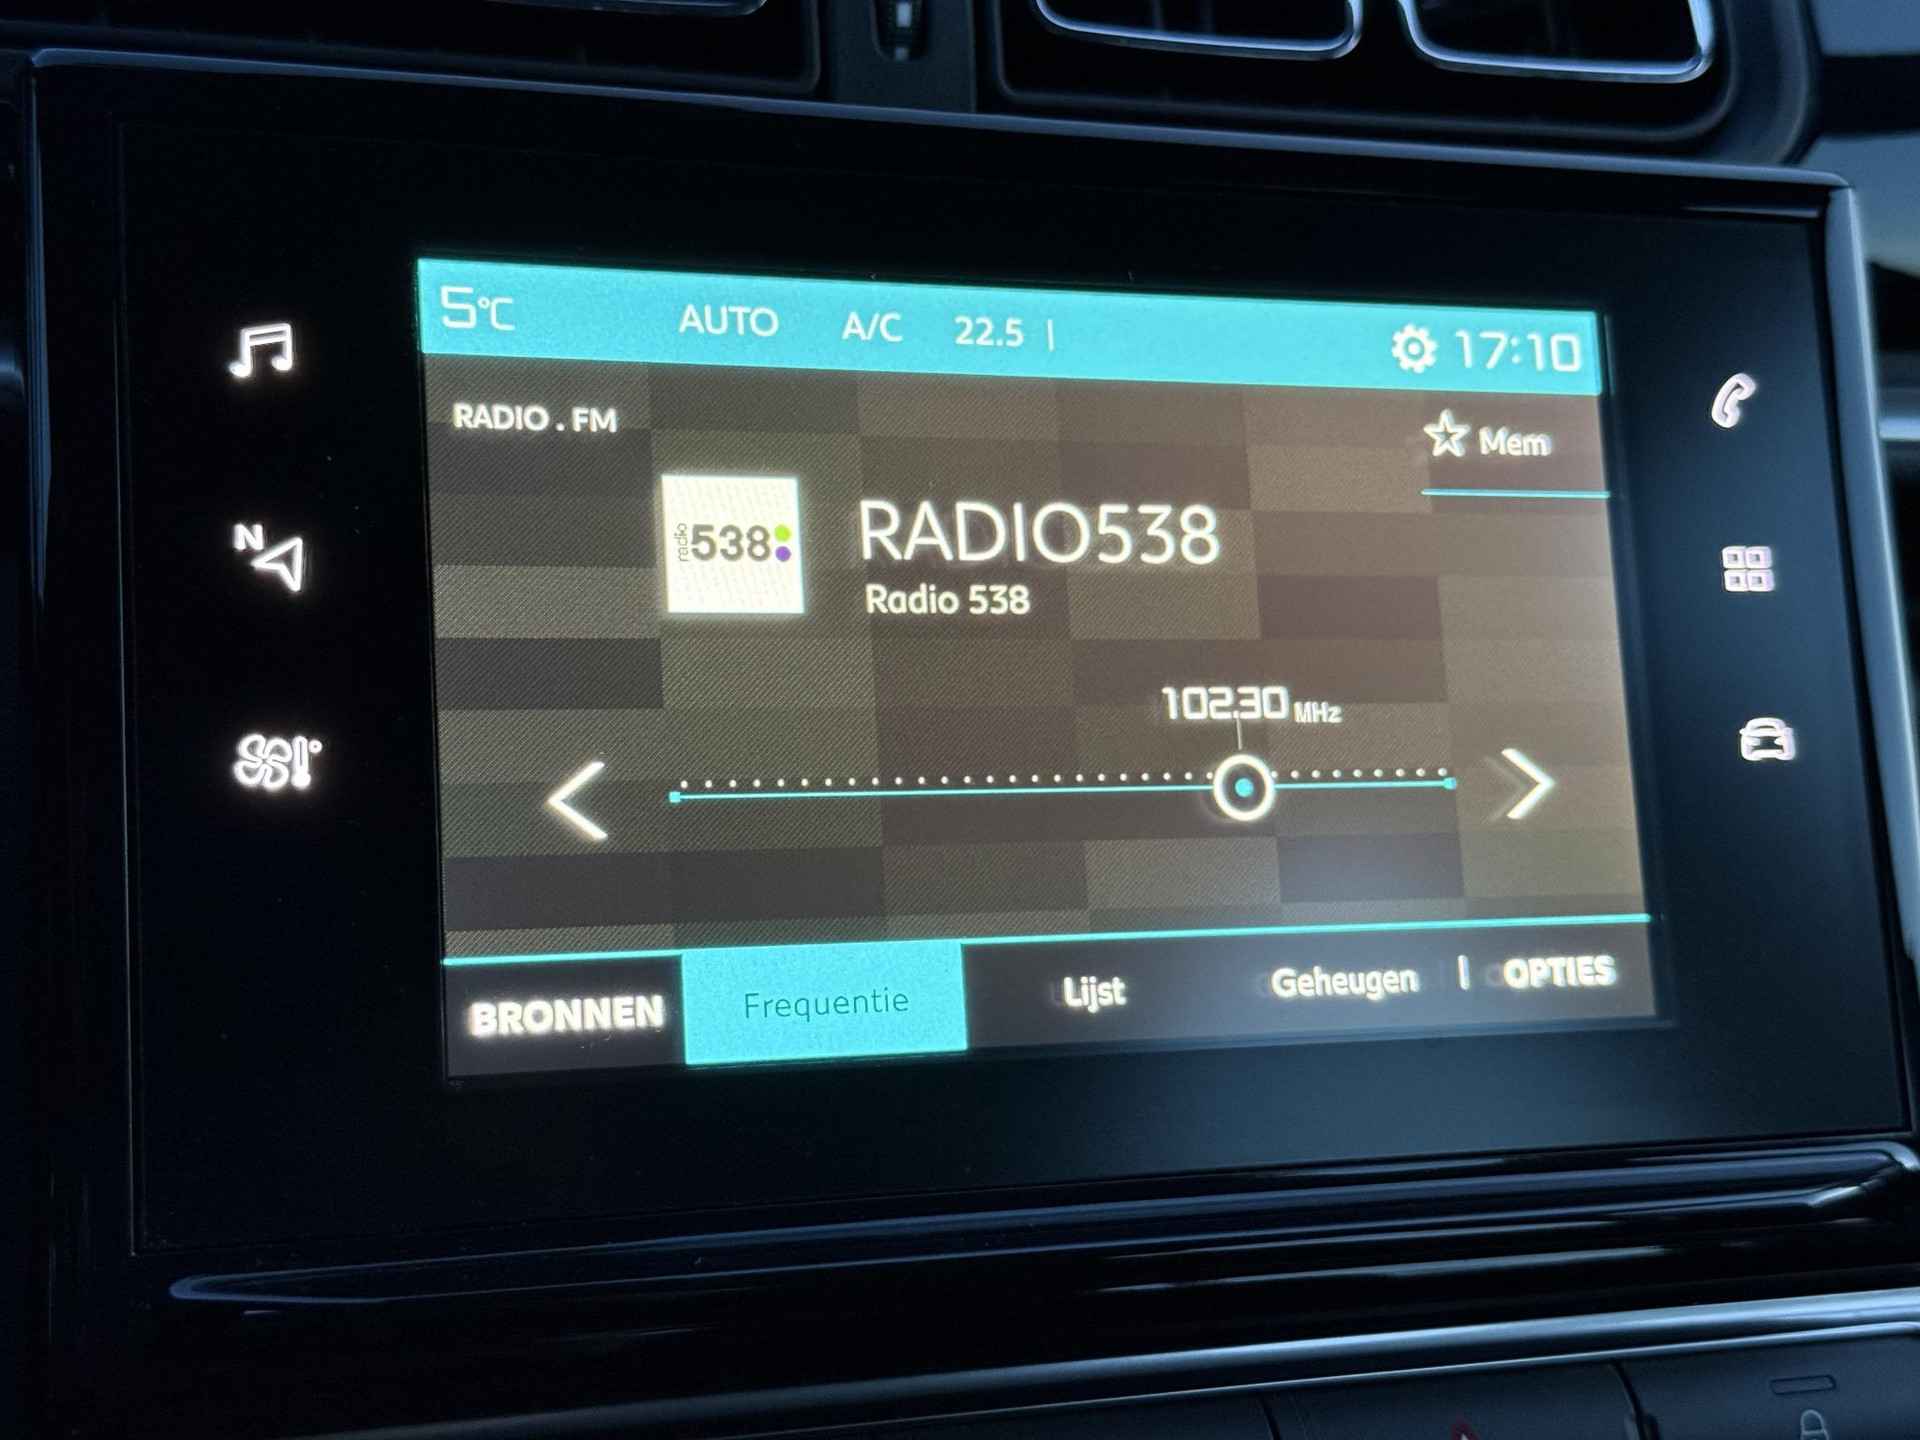 5°C AUTO A/C 22.5 17:10
RADIO . FM
Mem
radio 538
RADIO538
Radio 538
102.30 MHz
N
BRONNEN Frequentie Lijst Geheugen OPTIES